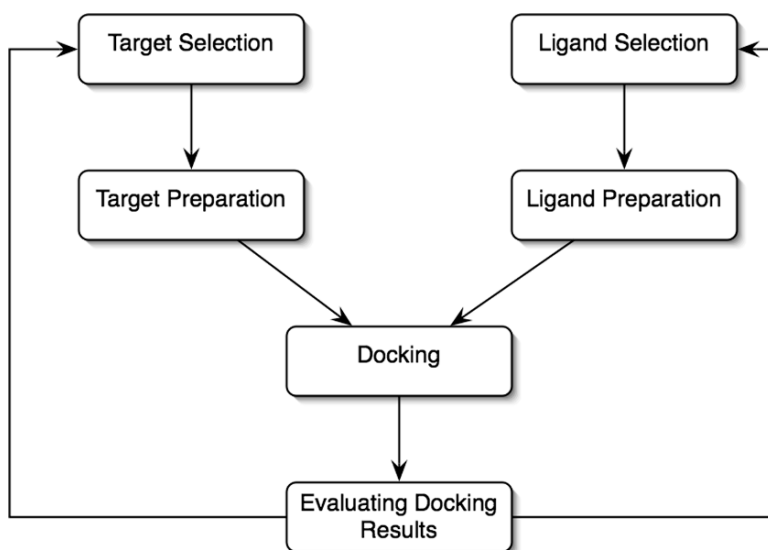 Target Selection
Ligand Selection
Target Preparation
Ligand Preparation
Docking
Evaluating Docking
Results